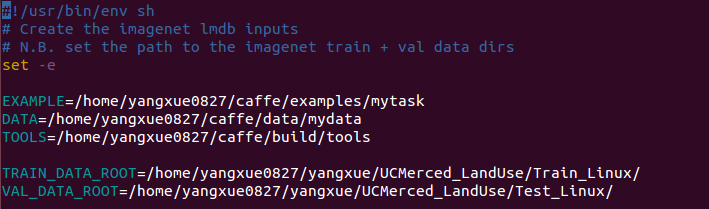 #!/usr/bin/env sh
# Create the imagenet lmdb inputs
# N.B. set the path to the imagenet train + val data dirs
set -e
EXAMPLE=/home/yangxue0827/caffe/examples/mytask
DATA=/home/yangxue0827/caffe/data/mydata
TOOLS=/home/yangxue0827/caffe/build/tools
TRAIN_DATA_ROOT=/home/yangxue0827/yangxue/UCMerced_LandUse/Train_Linux/
VAL_DATA_ROOT=/home/yangxue0827/yangxue/UCMerced_LandUse/Test_Linux/